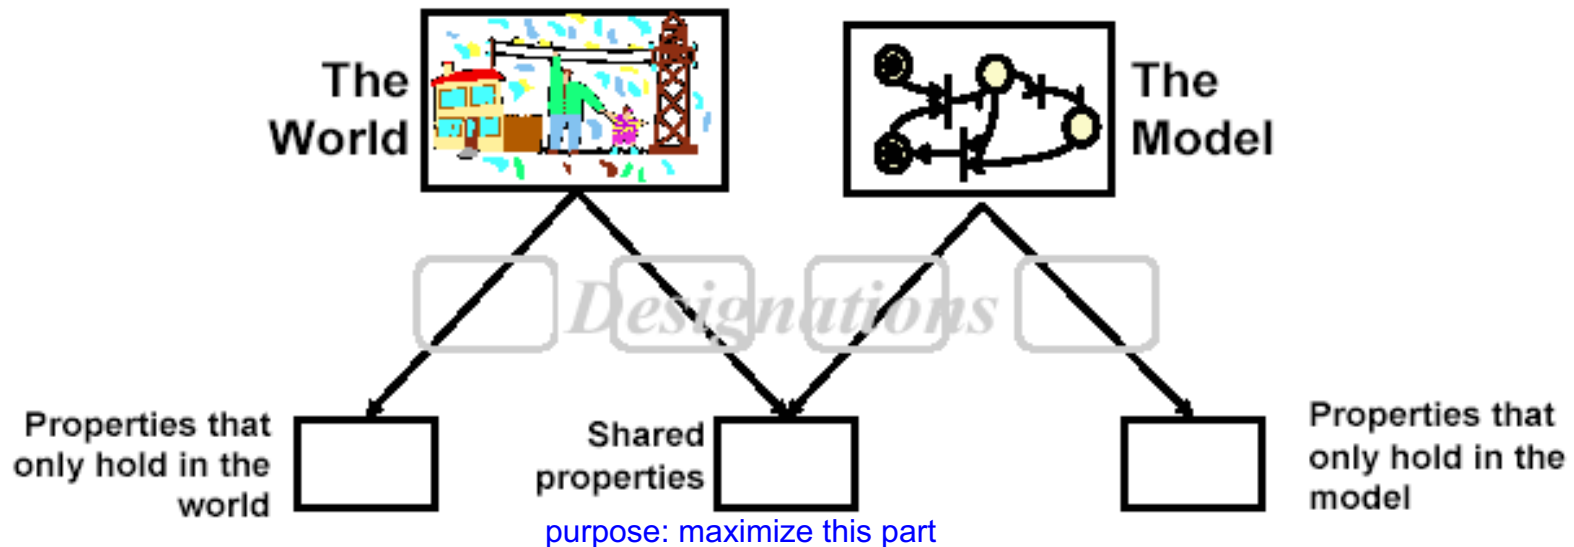 The
World
The
Model
Designations
Properties that
only hold in the
world
Shared
properties
Properties that
only hold in the
model
purpose: maximize this part